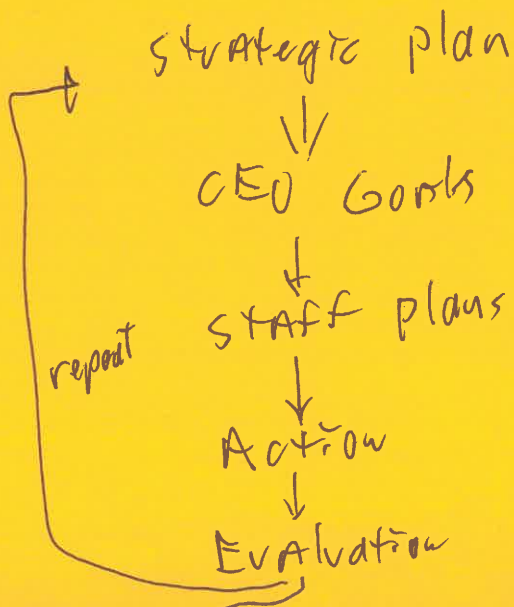 Strategic plan
CEO Goals
Staff plans
repeat
Action
Evaluation